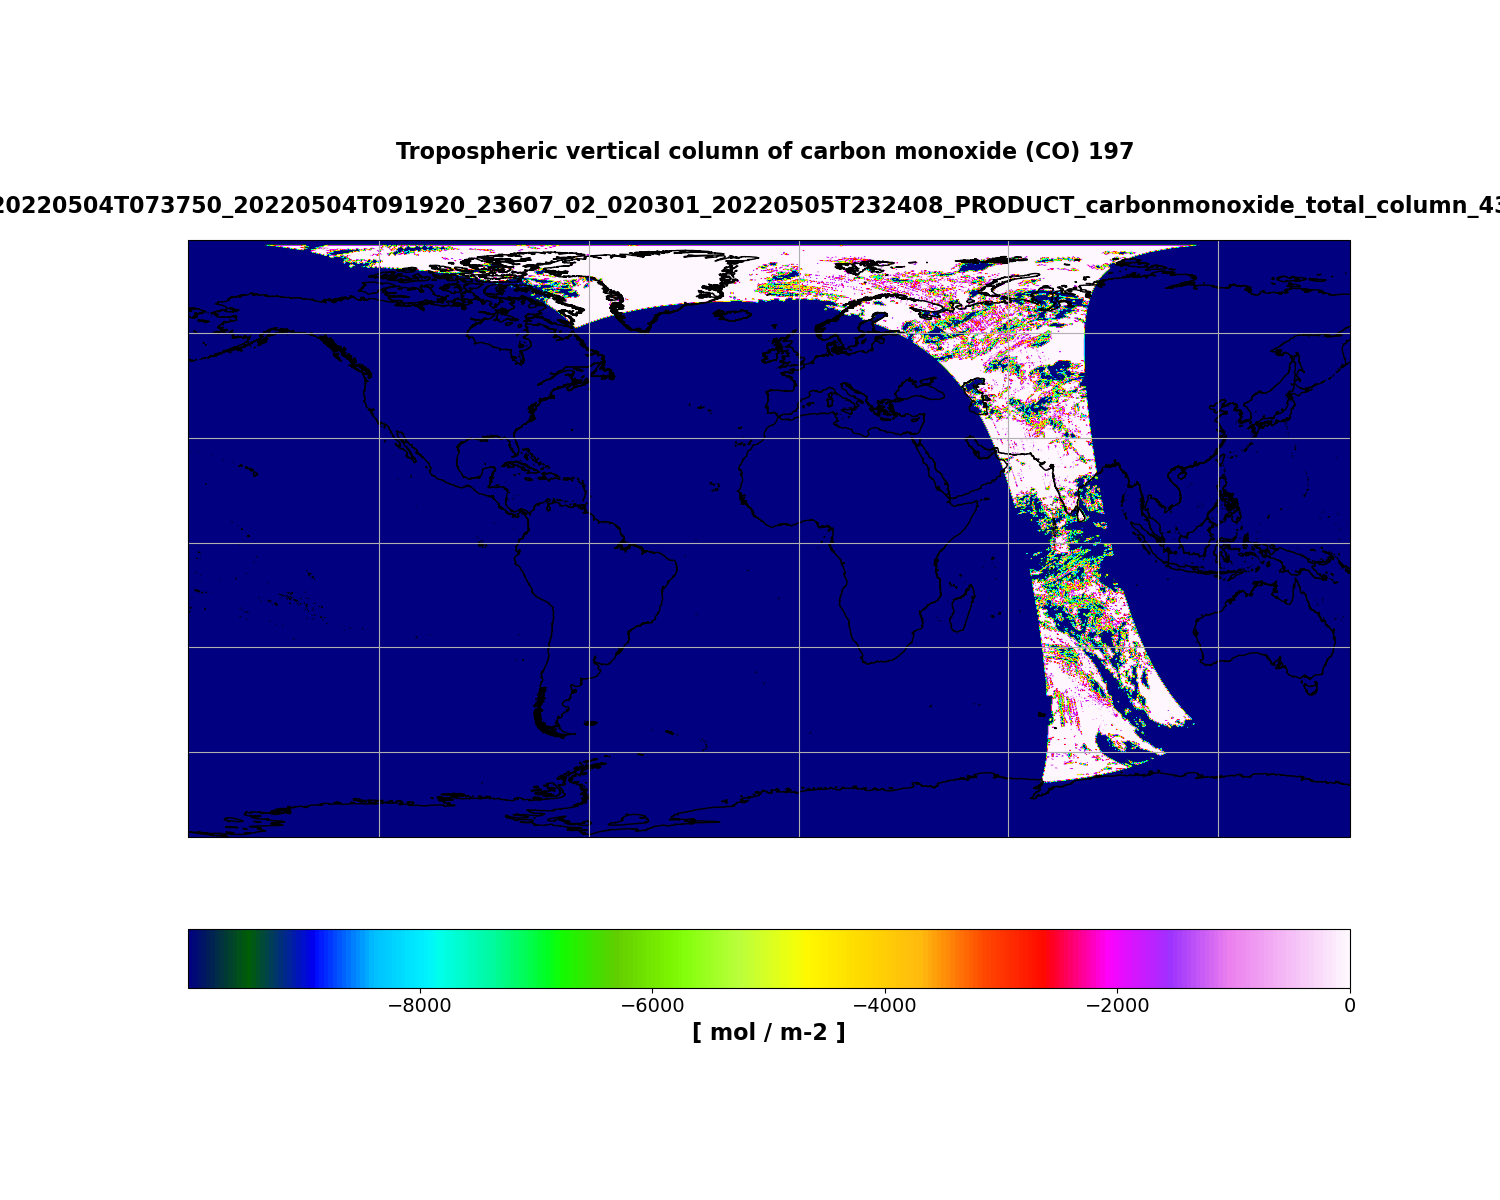 Tropospheric vertical column of carbon monoxide (CO) 197
20220504T073750_20220504T091920_23607_02_020301_20220505T232408_PRODUCT_carbonmonoxide_total_column_43
−8000 −6000 −4000 −2000 0
[ mol / m-2 ]